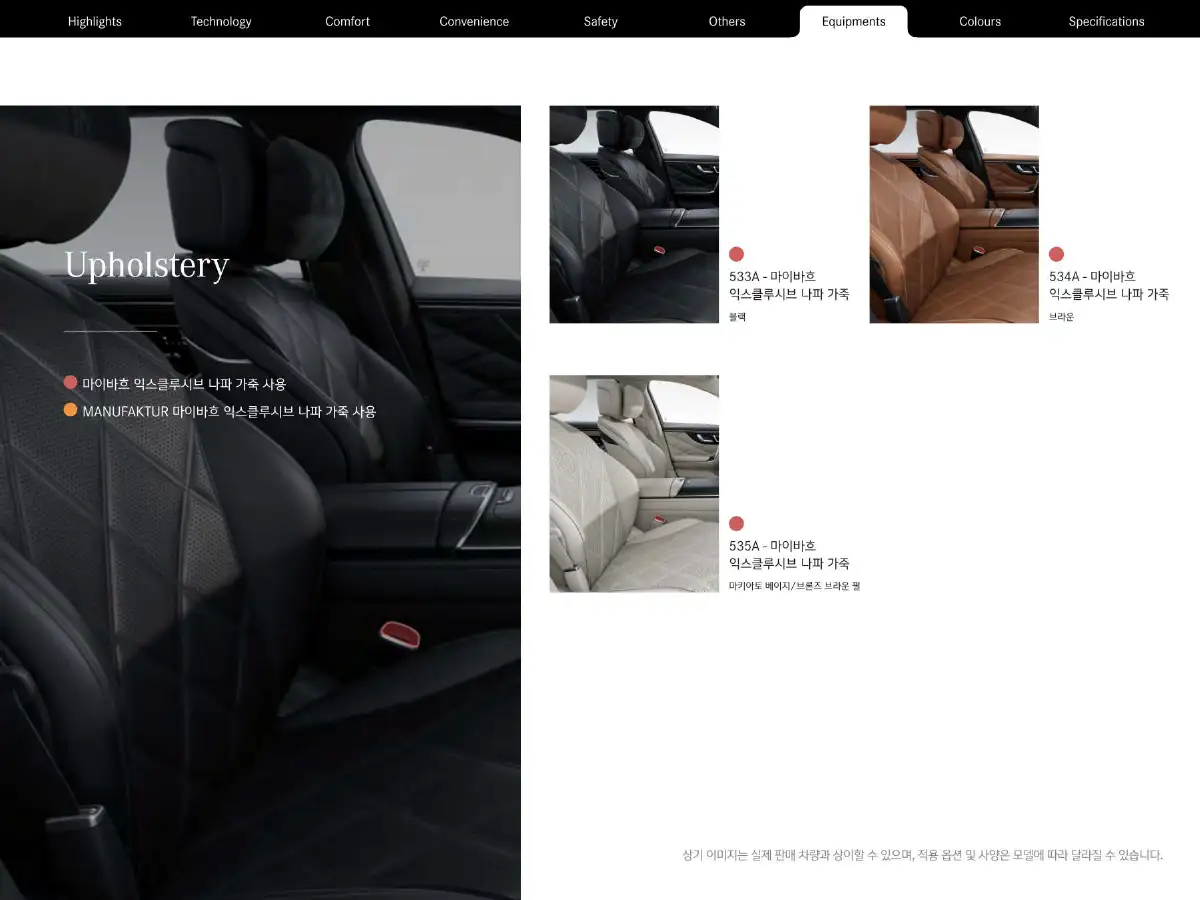 Highlights
Technology
Comfort
Convenience
Safety
Others
Equipments
Colours
Specifications
Upholstery
마이바흐 익스클루시브 나파 가죽 사용
MANUFAKTUR 마이바흐 익스클루시브 나파 가죽 사용
533A - 마이바흐
익스클루시브 나파 가죽
블랙
534A - 마이바흐
익스클루시브 나파 가죽
브라운
535A - 마이바흐
익스클루시브 나파 가죽
마키아토 베이지/브론즈 브라운 펄
상기 이미지는 실제 판매 차량과 상이할 수 있으며, 적용 옵션 및 사양은 모델에 따라 달라질 수 있습니다.